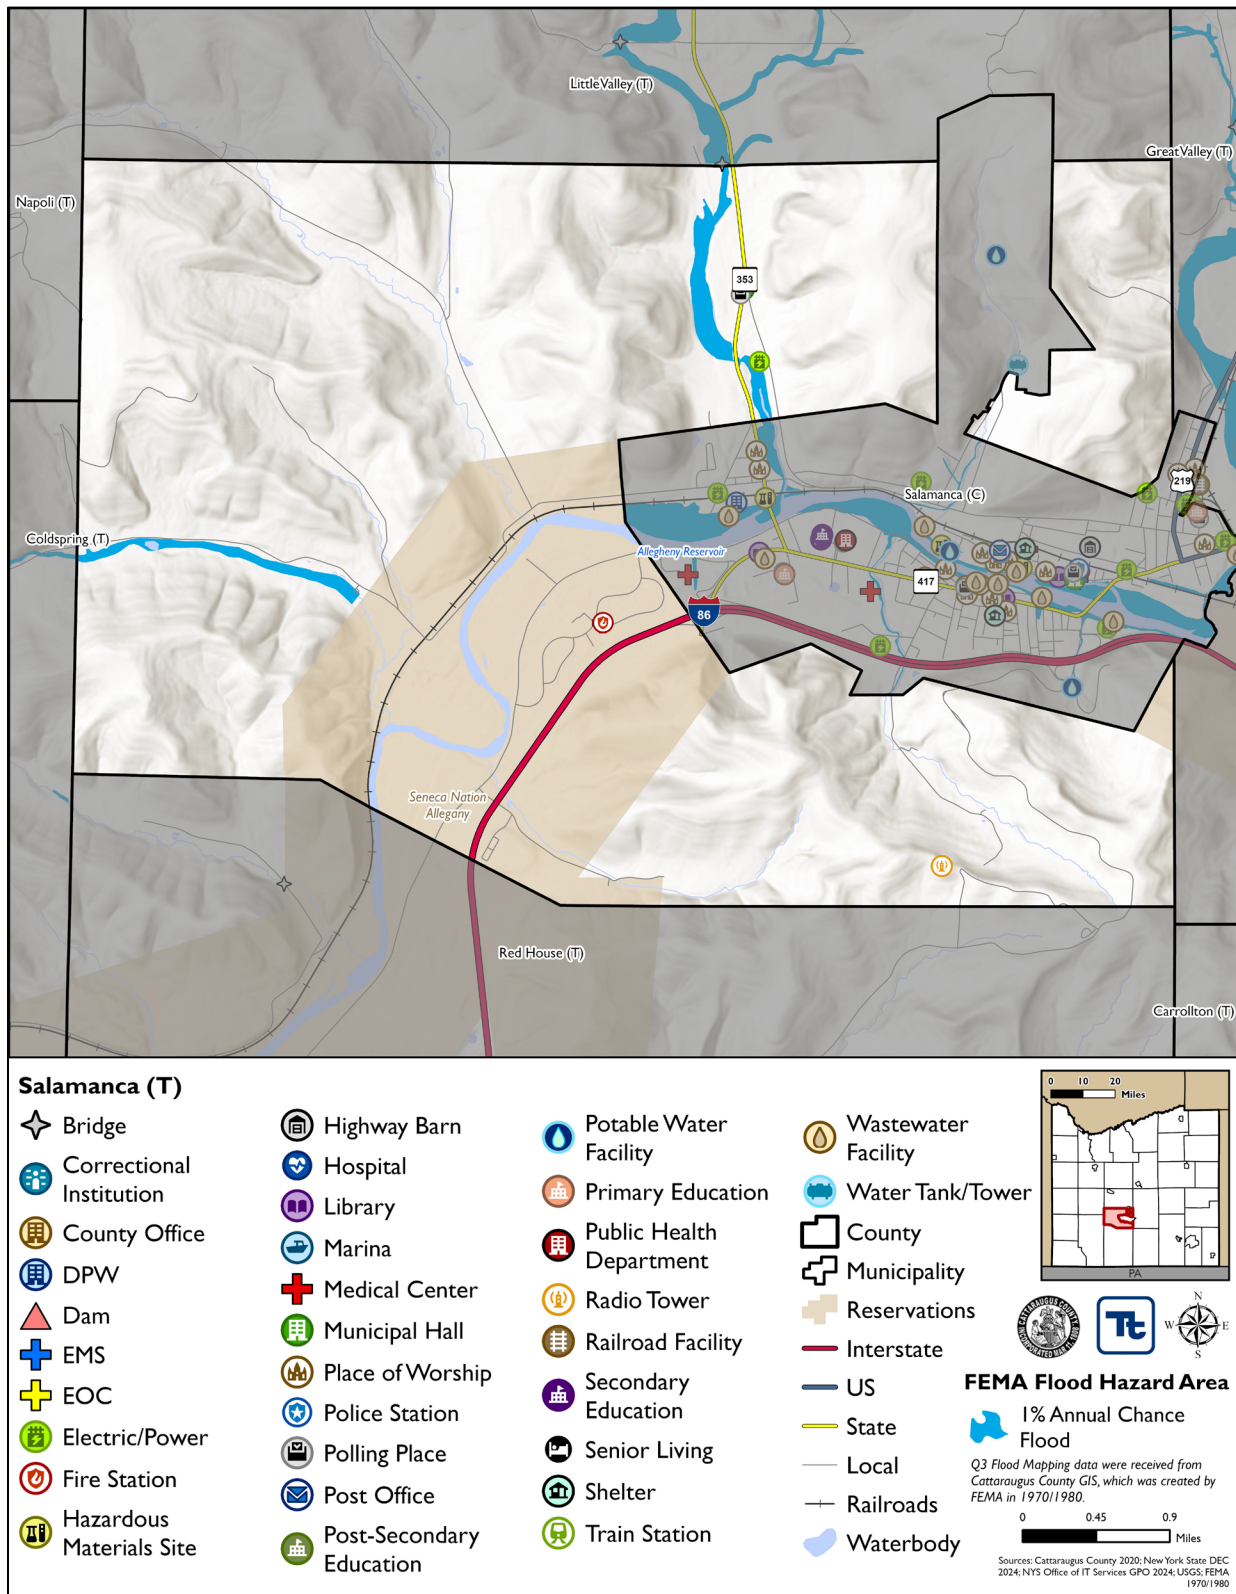 Little Valley (T)
Great Valley (T)
Napoli (T)
353
219
Salamanca (C)
Coldspring (T)
Allegheny Reservoir
417
86
Seneca Nation
Allegany
Red House (T)
Carrollton (T)
Salamanca (T)
Bridge
Correctional
Institution
County Office
DPW
Dam
EMS
EOC
Electric/Power
Fire Station
Hazardous
Materials Site
Highway Barn
Hospital
Library
Marina
Medical Center
Municipal Hall
Place of Worship
Police Station
Polling Place
Post Office
Post-Secondary
Education
Potable Water
Facility
Primary Education
Public Health
Department
Radio Tower
Railroad Facility
Secondary
Education
Senior Living
Shelter
Train Station
Wastewater
Facility
Water Tank/Tower
County
Municipality
Reservations
Interstate
US
State
Local
Railroads
Waterbody
0 10 20
Miles
PA
CATTARAUGUS COUNTY
INCORPORATED MAR. 11, 1808
Tt
N
W E
S
FEMA Flood Hazard Area
1% Annual Chance
Flood
Q3 Flood Mapping data were received from
Cattaraugus County GIS, which was created by
FEMA in 1970/1980.
0 0.45 0.9
Miles
Sources: Cattaraugus County 2020; New York State DEC
2024; NYS Office of IT Services GPO 2024; USGS; FEMA
1970/1980